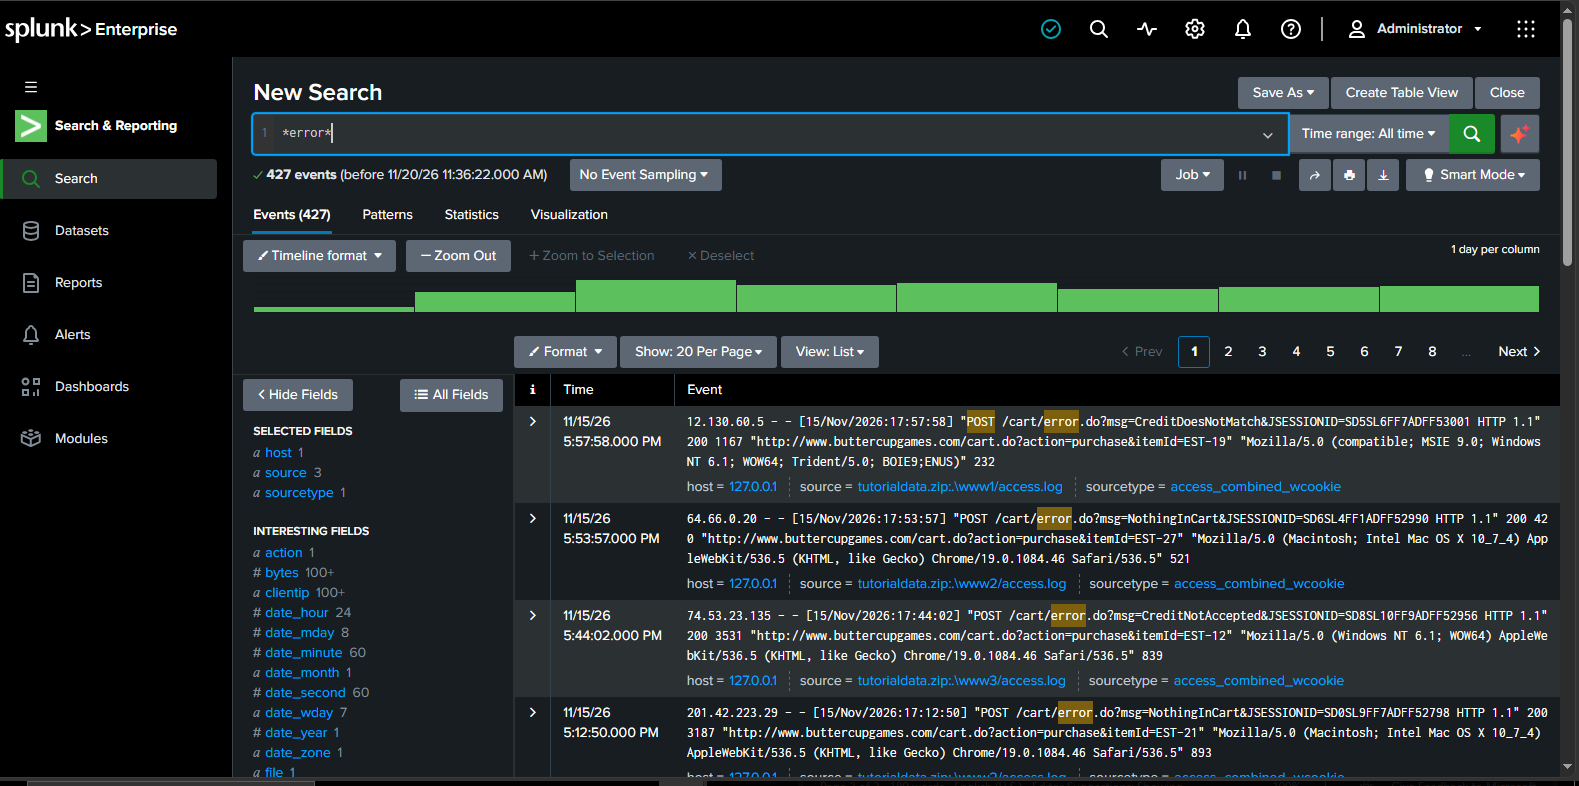 splunk> Enterprise
Administrator
Search & Reporting
Search
Datasets
Reports
Alerts
Dashboards
Modules
New Search
Save As
Create Table View
Close
1 *error*
Time range: All time
427 events (before 11/20/26 11:36:22.000 AM)
No Event Sampling
Job
Smart Mode
Events (427)
Patterns
Statistics
Visualization
Timeline format
— Zoom Out
+ Zoom to Selection
× Deselect
1 day per column
Format
Show: 20 Per Page
View: List
< Prev 1 2 3 4 5 6 7 8 ... Next >
< Hide Fields
All Fields
SELECTED FIELDS
a host 1
a source 3
a sourcetype 1
INTERESTING FIELDS
a action 1
# bytes 100+
a clientip 100+
# date_hour 24
# date_mday 8
# date_minute 60
a date_month 1
# date_second 60
a date_wday 7
# date_year 1
a date_zone 1
a file 1
i Time Event
11/15/26
5:57:58.000 PM
12.130.60.5 - - [15/Nov/2026:17:57:58] "POST /cart/error.do?msg=CreditDoesNotMatch&JSESSIONID=SD5SL6FF7ADFF53001 HTTP 1.1"
200 1167 "http://www.buttercupgames.com/cart.do?action=purchase&itemId=EST-19" "Mozilla/5.0 (compatible; MSIE 9.0; Windows
NT 6.1; WOW64; Trident/5.0; BOIE9;ENUS)" 232
host = 127.0.0.1 source = tutorialdata.zip:.\www1/access.log sourcetype = access_combined_wcookie
11/15/26
5:53:57.000 PM
64.66.0.20 - - [15/Nov/2026:17:53:57] "POST /cart/error.do?msg=NothingInCart&JSESSIONID=SD6SL4FF1ADFF52990 HTTP 1.1" 200 42
0 "http://www.buttercupgames.com/cart.do?action=purchase&itemId=EST-27" "Mozilla/5.0 (Macintosh; Intel Mac OS X 10_7_4) App
leWebKit/536.5 (KHTML, like Gecko) Chrome/19.0.1084.46 Safari/536.5" 521
host = 127.0.0.1 source = tutorialdata.zip:.\www2/access.log sourcetype = access_combined_wcookie
11/15/26
5:44:02.000 PM
74.53.23.135 - - [15/Nov/2026:17:44:02] "POST /cart/error.do?msg=CreditNotAccepted&JSESSIONID=SD8SL10FF9ADFF52956 HTTP 1.1"
200 3531 "http://www.buttercupgames.com/cart.do?action=purchase&itemId=EST-12" "Mozilla/5.0 (Windows NT 6.1; WOW64) AppleWe
bKit/536.5 (KHTML, like Gecko) Chrome/19.0.1084.46 Safari/536.5" 839
host = 127.0.0.1 source = tutorialdata.zip:.\www3/access.log sourcetype = access_combined_wcookie
11/15/26
5:12:50.000 PM
201.42.223.29 - - [15/Nov/2026:17:12:50] "POST /cart/error.do?msg=NothingInCart&JSESSIONID=SD0SL9FF7ADFF52798 HTTP 1.1" 200
3187 "http://www.buttercupgames.com/cart.do?action=purchase&itemId=EST-21" "Mozilla/5.0 (Macintosh; Intel Mac OS X 10_7_4)
AppleWebKit/536.5 (KHTML, like Gecko) Chrome/19.0.1084.46 Safari/536.5" 893